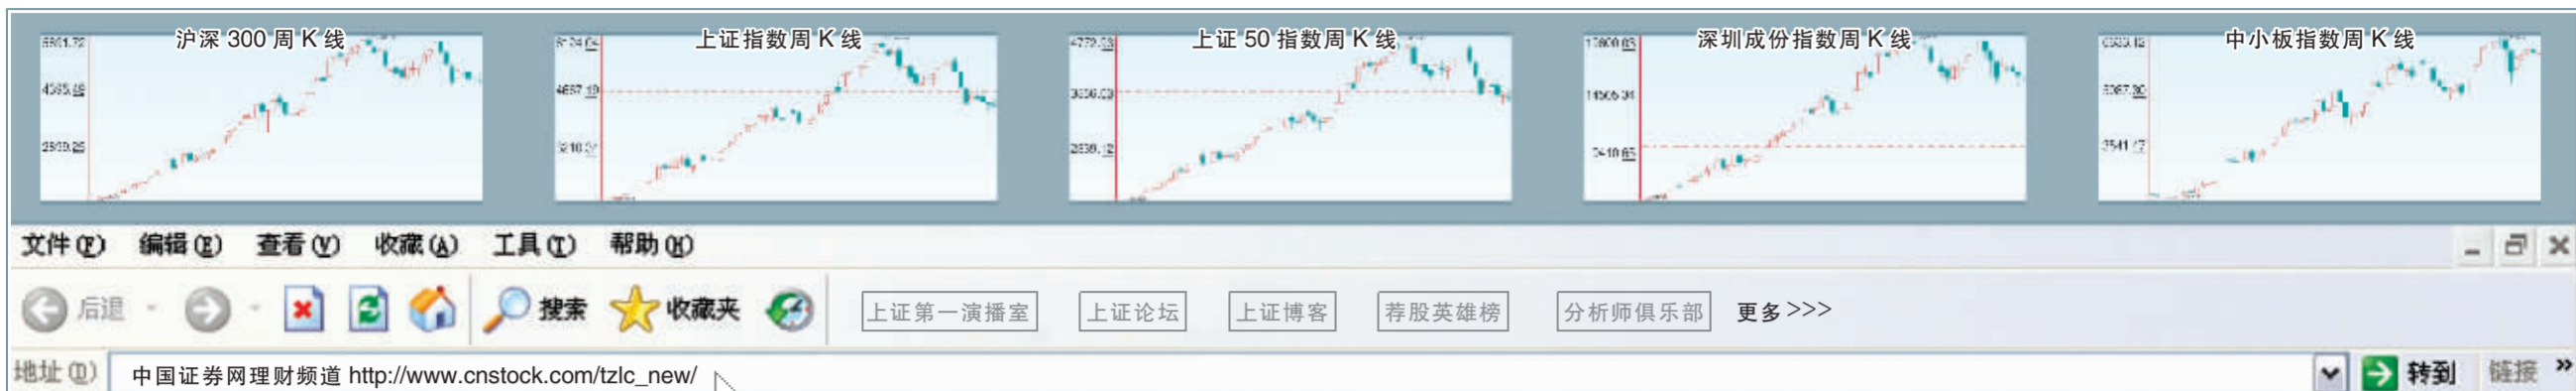 沪深 300 周 K 线
上证指数周 K 线
上证 50 指数周 K 线
深圳成份指数周 K 线
中小板指数周 K 线
文件(F) 编辑(E) 查看(V) 收藏(A) 工具(T) 帮助(H)
后退 搜索 收藏夹 上证第一演播室 上证论坛 上证博客 荐股英雄榜 分析师俱乐部 更多>>>
地址(D) 中国证券网理财频道 http://www.cnstock.com/tzlc_new/ 转到 链接 »